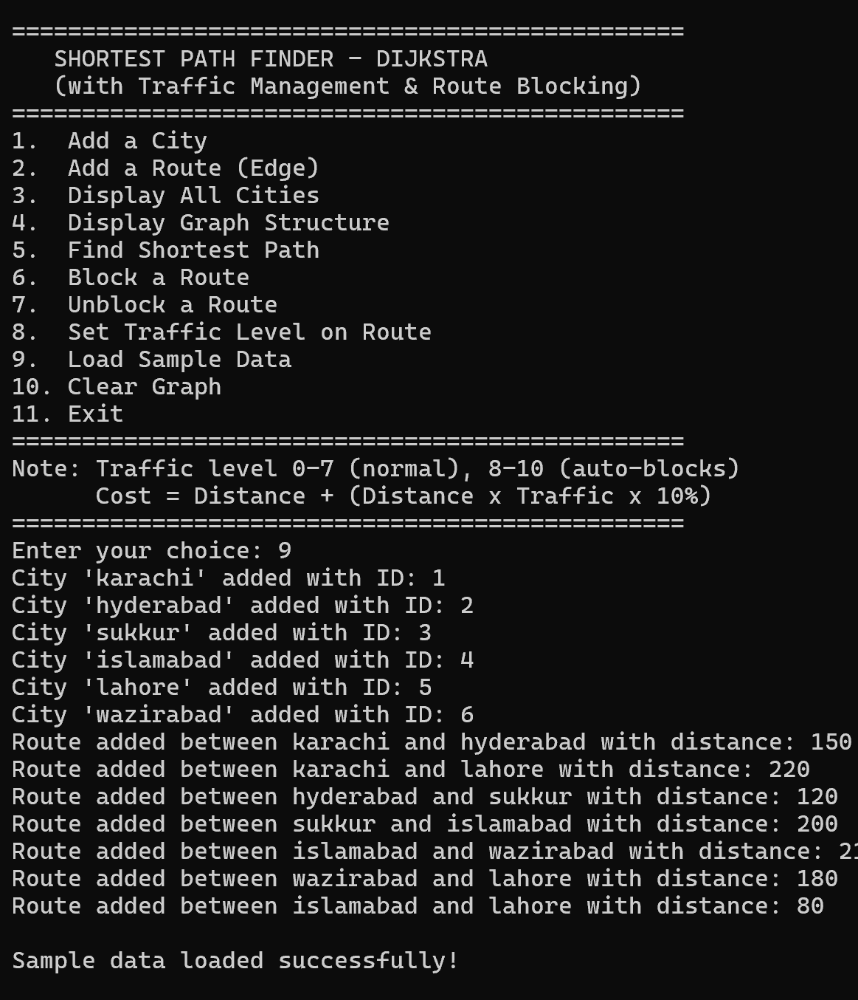 ================================================
SHORTEST PATH FINDER - DIJKSTRA
(with Traffic Management & Route Blocking)
================================================
1. Add a City
2. Add a Route (Edge)
3. Display All Cities
4. Display Graph Structure
5. Find Shortest Path
6. Block a Route
7. Unblock a Route
8. Set Traffic Level on Route
9. Load Sample Data
10. Clear Graph
11. Exit
================================================
Note: Traffic level 0-7 (normal), 8-10 (auto-blocks)
Cost = Distance + (Distance x Traffic x 10%)
================================================
Enter your choice: 9
City 'karachi' added with ID: 1
City 'hyderabad' added with ID: 2
City 'sukkur' added with ID: 3
City 'islamabad' added with ID: 4
City 'lahore' added with ID: 5
City 'wazirabad' added with ID: 6
Route added between karachi and hyderabad with distance: 150
Route added between karachi and lahore with distance: 220
Route added between hyderabad and sukkur with distance: 120
Route added between sukkur and islamabad with distance: 200
Route added between islamabad and wazirabad with distance:
Route added between wazirabad and lahore with distance: 180
Route added between islamabad and lahore with distance: 80
Sample data loaded successfully!